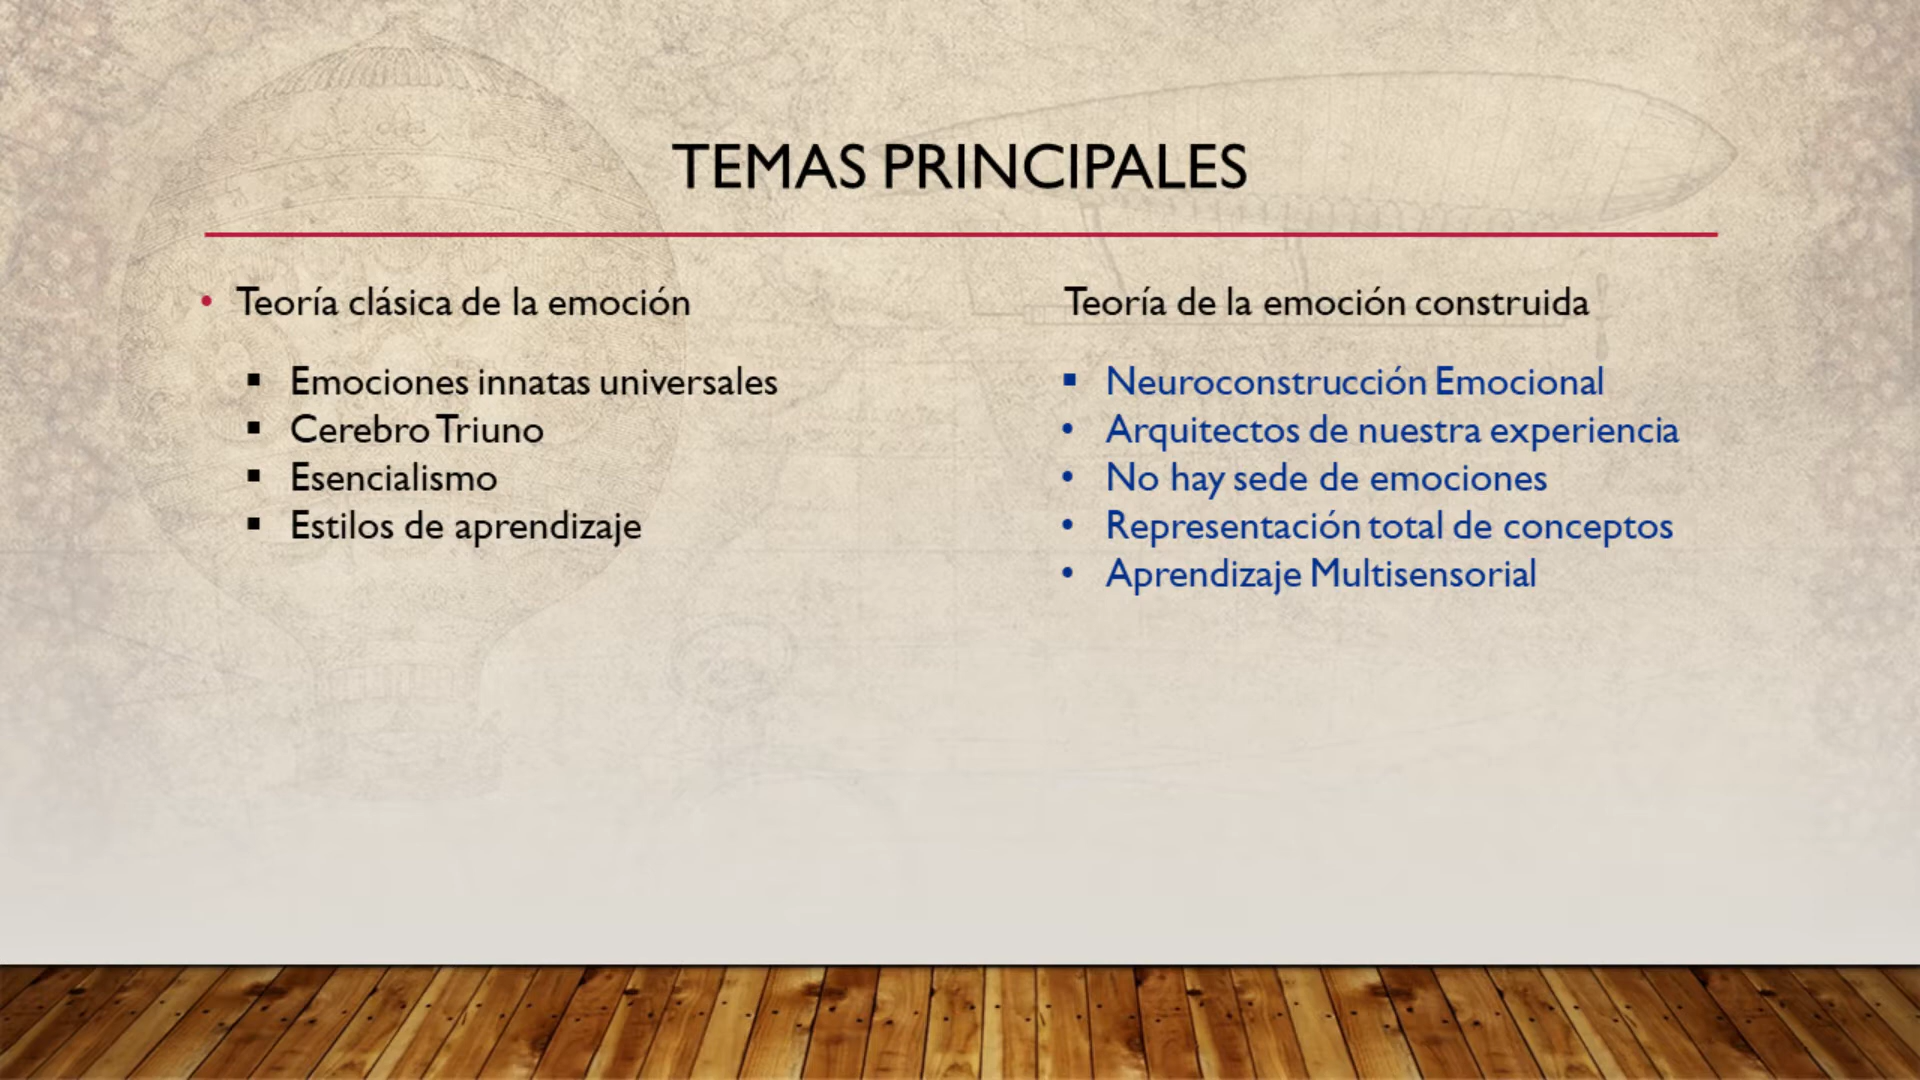 TEMAS PRINCIPALES
• Teoría clásica de la emoción
▪ Emociones innatas universales
▪ Cerebro Triuno
▪ Esencialismo
▪ Estilos de aprendizaje
Teoría de la emoción construida
▪ Neuroconstrucción Emocional
• Arquitectos de nuestra experiencia
• No hay sede de emociones
• Representación total de conceptos
• Aprendizaje Multisensorial